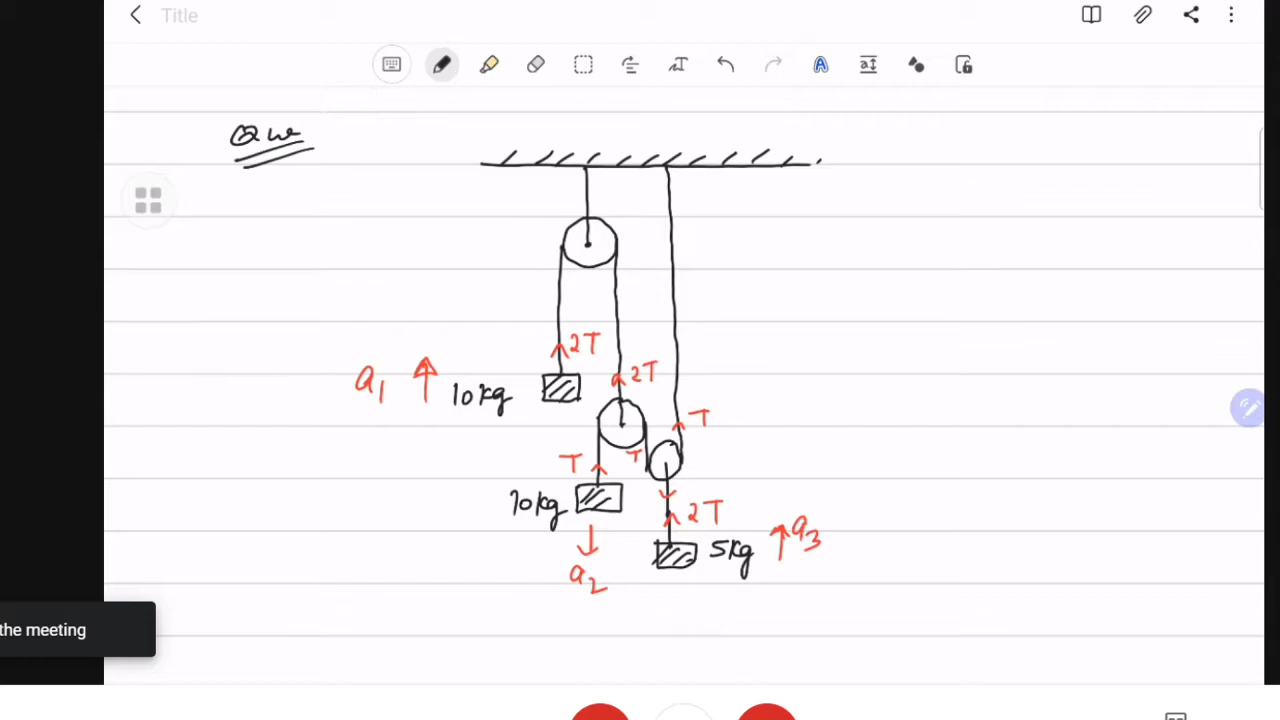 Title
Que
2T
2T
a1 10kg
T
T T
10kg 2T
5kg a3
a2
the meeting